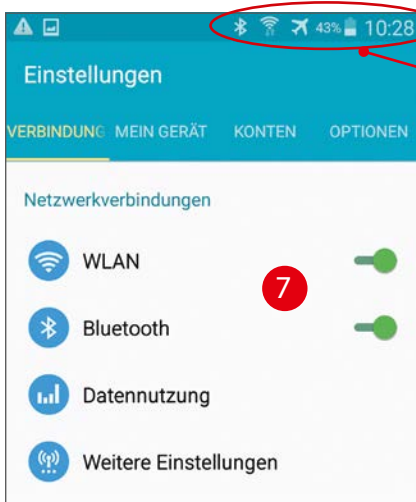 43% 10:28
Einstellungen
VERBINDUNG MEIN GERÄT KONTEN OPTIONEN
Netzwerkverbindungen
WLAN
7
Bluetooth
Datennutzung
Weitere Einstellungen